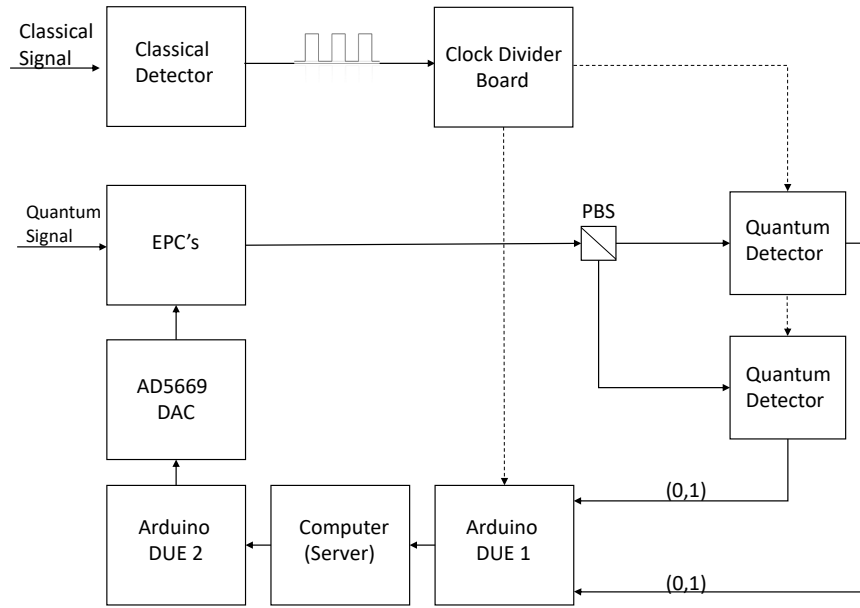 Classical
Signal
Classical
Detector
Clock Divider
Board
Quantum
Signal
EPC's
PBS
Quantum
Detector
AD5669
DAC
Quantum
Detector
(0,1)
Arduino
DUE 2
Computer
(Server)
Arduino
DUE 1
(0,1)